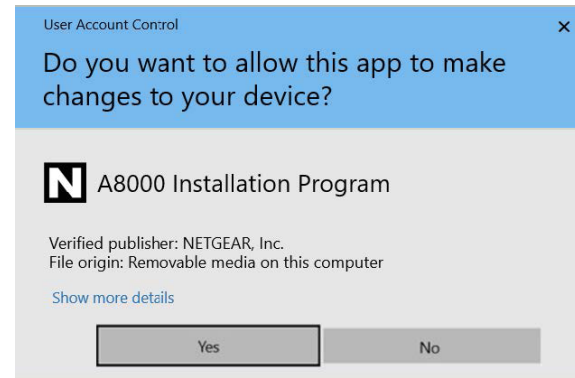 User Account Control
×
Do you want to allow this app to make
changes to your device?
N A8000 Installation Program
Verified publisher: NETGEAR, Inc.
File origin: Removable media on this computer
Show more details
Yes No